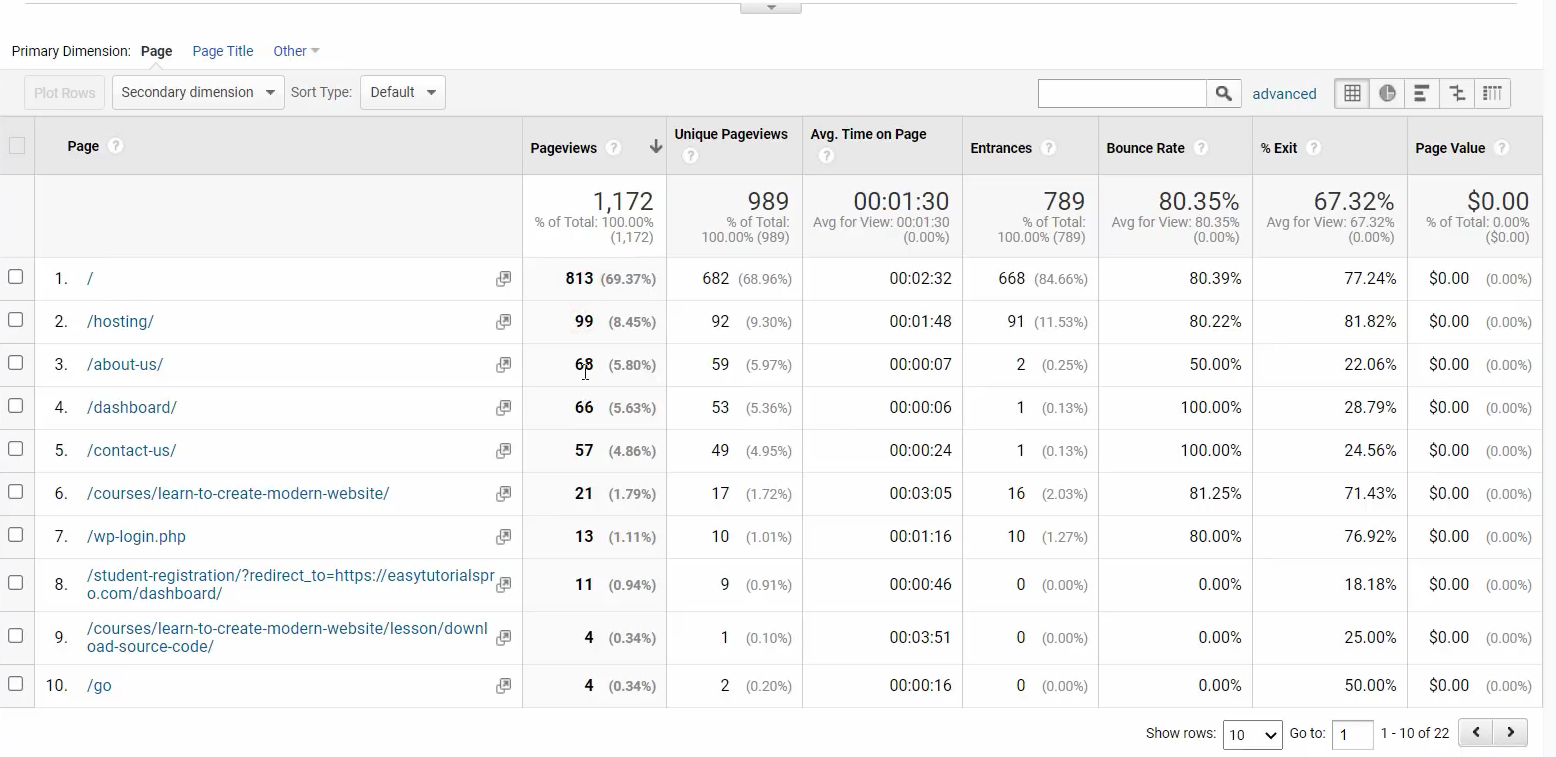 Primary Dimension: Page Page Title Other
Plot Rows Secondary dimension Sort Type: Default advanced
Page ? Pageviews ? Unique Pageviews ? Avg. Time on Page ? Entrances ? Bounce Rate ? % Exit ? Page Value ?
1,172 989 00:01:30 789 80.35% 67.32% $0.00
% of Total: 100.00% % of Total: Avg for View: 00:01:30 % of Total: Avg for View: 80.35% Avg for View: 67.32% % of Total: 0.00%
(1,172) 100.00% (989) (0.00%) 100.00% (789) (0.00%) (0.00%) ($0.00)
1. / 813 (69.37%) 682 (68.96%) 00:02:32 668 (84.66%) 80.39% 77.24% $0.00 (0.00%)
2. /hosting/ 99 (8.45%) 92 (9.30%) 00:01:48 91 (11.53%) 80.22% 81.82% $0.00 (0.00%)
3. /about-us/ 68 (5.80%) 59 (5.97%) 00:00:07 2 (0.25%) 50.00% 22.06% $0.00 (0.00%)
4. /dashboard/ 66 (5.63%) 53 (5.36%) 00:00:06 1 (0.13%) 100.00% 28.79% $0.00 (0.00%)
5. /contact-us/ 57 (4.86%) 49 (4.95%) 00:00:24 1 (0.13%) 100.00% 24.56% $0.00 (0.00%)
6. /courses/learn-to-create-modern-website/ 21 (1.79%) 17 (1.72%) 00:03:05 16 (2.03%) 81.25% 71.43% $0.00 (0.00%)
7. /wp-login.php 13 (1.11%) 10 (1.01%) 00:01:16 10 (1.27%) 80.00% 76.92% $0.00 (0.00%)
8. /student-registration/?redirect_to=https://easytutorialspr
o.com/dashboard/ 11 (0.94%) 9 (0.91%) 00:00:46 0 (0.00%) 0.00% 18.18% $0.00 (0.00%)
9. /courses/learn-to-create-modern-website/lesson/downl
oad-source-code/ 4 (0.34%) 1 (0.10%) 00:03:51 0 (0.00%) 0.00% 25.00% $0.00 (0.00%)
10. /go 4 (0.34%) 2 (0.20%) 00:00:16 0 (0.00%) 0.00% 50.00% $0.00 (0.00%)
Show rows: 10 Go to: 1 1 - 10 of 22